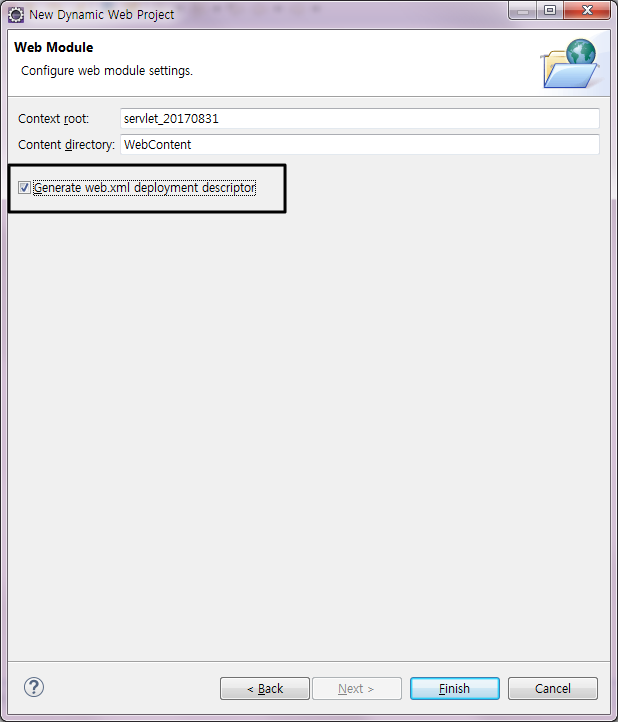 New Dynamic Web Project
Web Module
Configure web module settings.
Context root: servlet_20170831
Content directory: WebContent
Generate web.xml deployment descriptor
? < Back Next > Finish Cancel